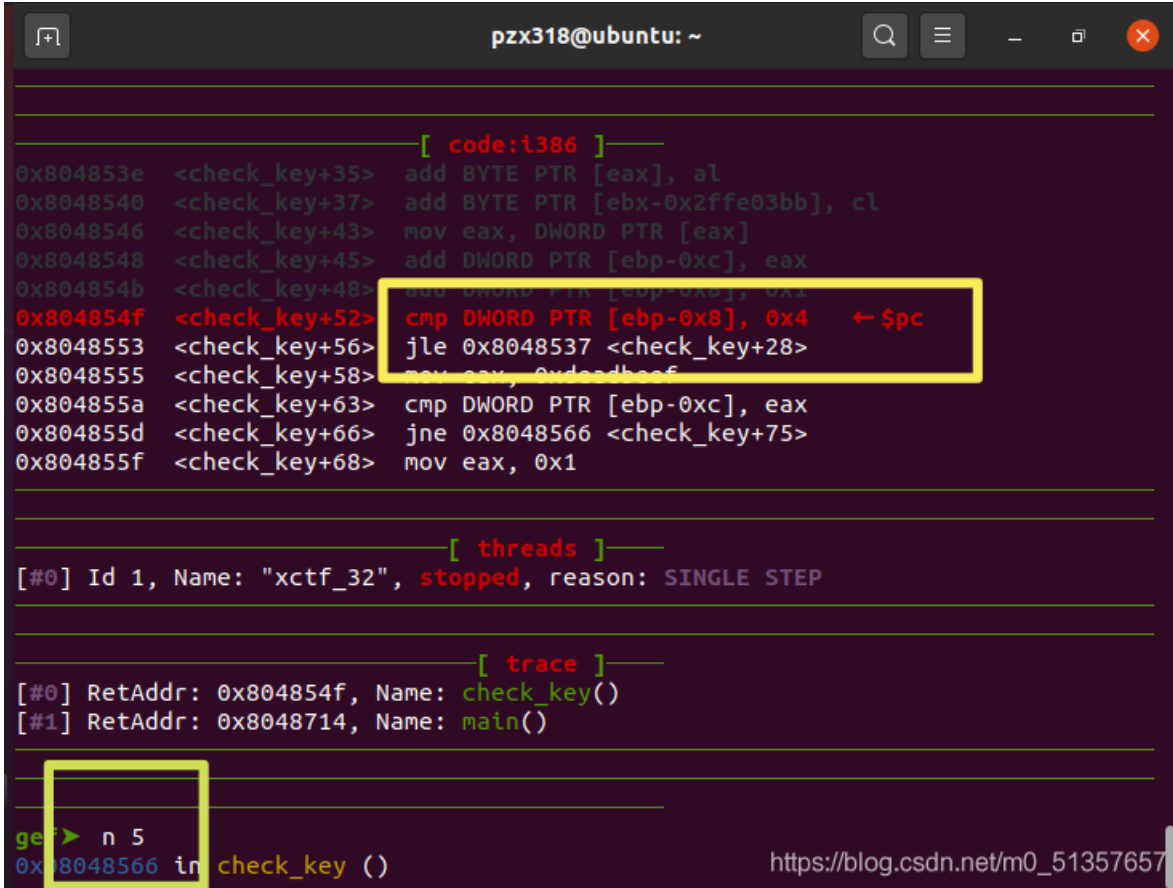 pzx318@ubuntu: ~
[ code:i386 ]
0x804853e <check_key+35> add BYTE PTR [eax], al
0x8048540 <check_key+37> add BYTE PTR [ebx-0x2ffe03bb], cl
0x8048546 <check_key+43> mov eax, DWORD PTR [eax]
0x8048548 <check_key+45> add DWORD PTR [ebp-0xc], eax
0x804854b <check_key+48> add DWORD PTR [ebp-0x8], 0x1
0x804854f <check_key+52> cmp DWORD PTR [ebp-0x8], 0x4 ←$pc
0x8048553 <check_key+56> jle 0x8048537 <check_key+28>
0x8048555 <check_key+58> mov eax, 0xdeadbeef
0x804855a <check_key+63> cmp DWORD PTR [ebp-0xc], eax
0x804855d <check_key+66> jne 0x8048566 <check_key+75>
0x804855f <check_key+68> mov eax, 0x1
[ threads ]
[#0] Id 1, Name: "xctf_32", stopped, reason: SINGLE STEP
[ trace ]
[#0] RetAddr: 0x804854f, Name: check_key()
[#1] RetAddr: 0x8048714, Name: main()
gef➤ n 5
0x08048566 in check_key ()
https://blog.csdn.net/m0_51357657